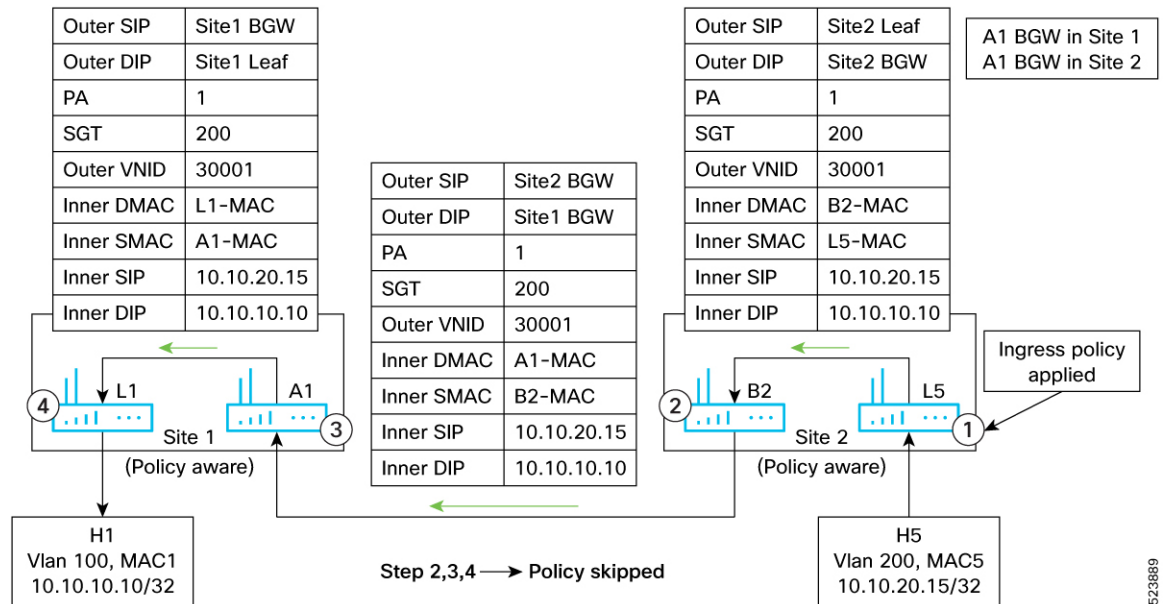 Outer SIP Site1 BGW
Outer DIP Site1 Leaf
PA 1
SGT 200
Outer VNID 30001
Inner DMAC L1-MAC
Inner SMAC A1-MAC
Inner SIP 10.10.20.15
Inner DIP 10.10.10.10
Outer SIP Site2 BGW
Outer DIP Site1 BGW
PA 1
SGT 200
Outer VNID 30001
Inner DMAC A1-MAC
Inner SMAC B2-MAC
Inner SIP 10.10.20.15
Inner DIP 10.10.10.10
Outer SIP Site2 Leaf
Outer DIP Site2 BGW
PA 1
SGT 200
Outer VNID 30001
Inner DMAC B2-MAC
Inner SMAC L5-MAC
Inner SIP 10.10.20.15
Inner DIP 10.10.10.10
A1 BGW in Site 1
A1 BGW in Site 2
Ingress policy
applied
4
L1
A1
3
Site 1
(Policy aware)
2
B2
L5
1
Site 2
(Policy aware)
H1
Vlan 100, MAC1
10.10.10.10/32
Step 2,3,4 → Policy skipped
H5
Vlan 200, MAC5
10.10.20.15/32
523889